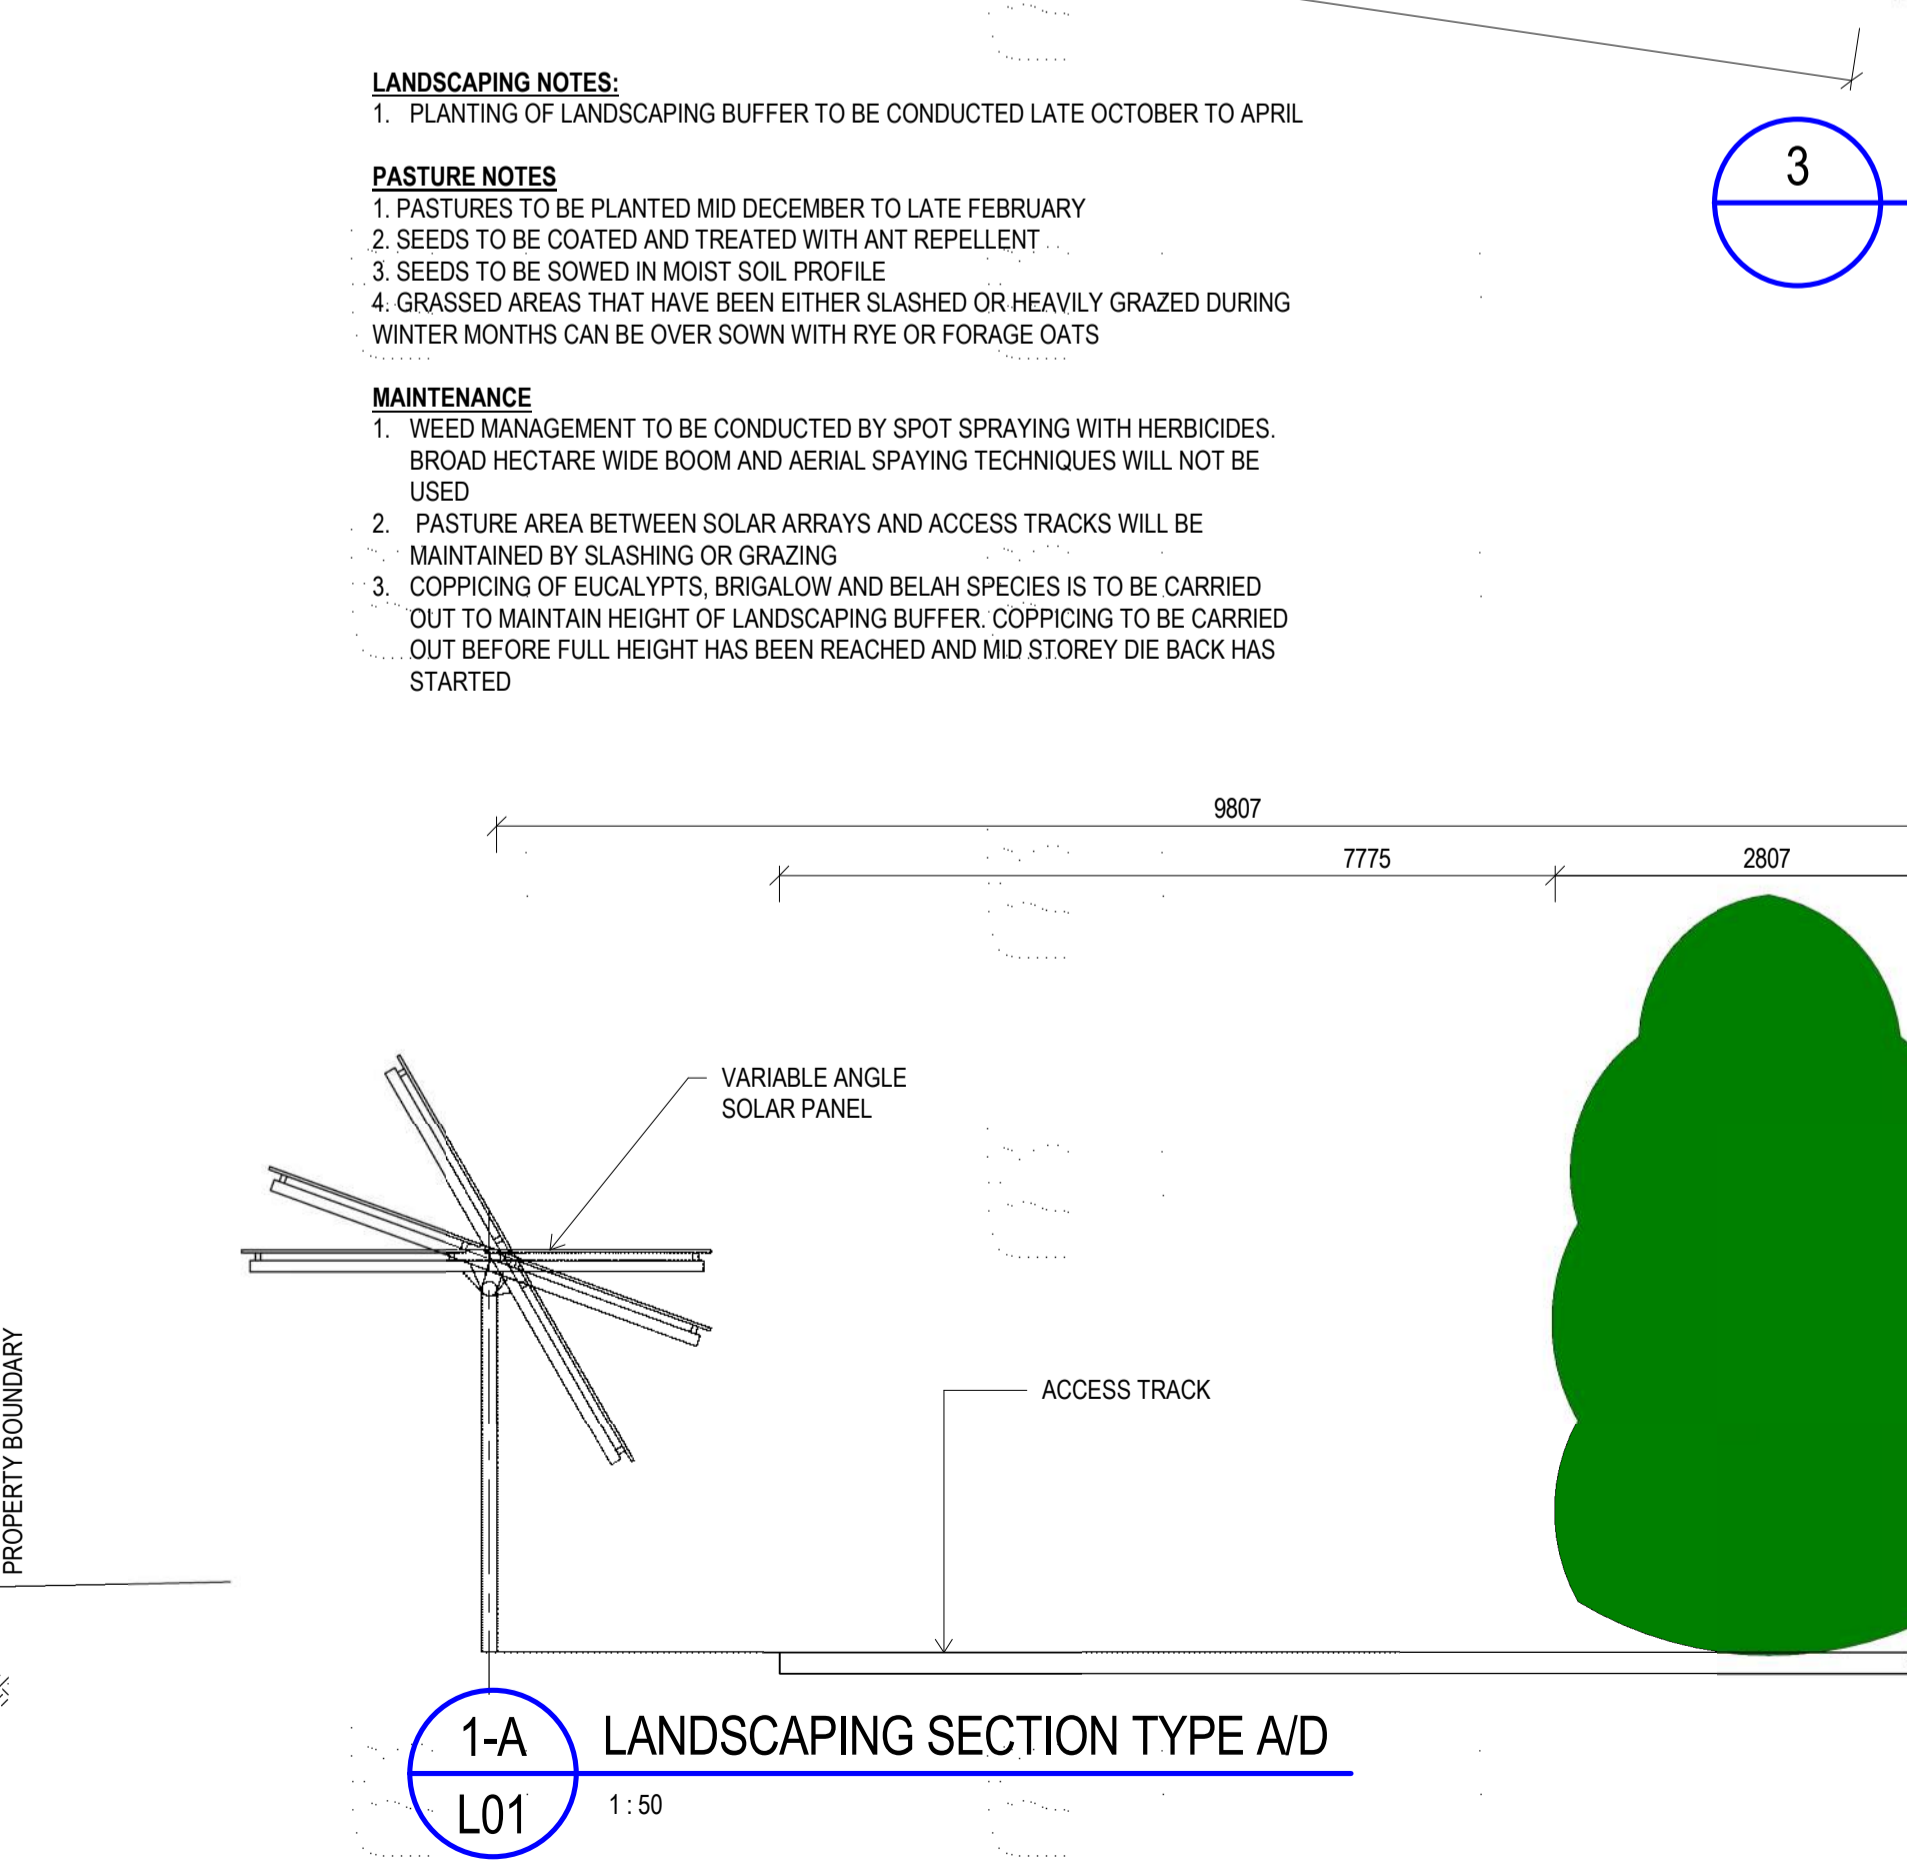 LANDSCAPING NOTES:
1. PLANTING OF LANDSCAPING BUFFER TO BE CONDUCTED LATE OCTOBER TO APRIL
3
PASTURE NOTES
1. PASTURES TO BE PLANTED MID DECEMBER TO LATE FEBRUARY
2. SEEDS TO BE COATED AND TREATED WITH ANT REPELLENT
3. SEEDS TO BE SOWED IN MOIST SOIL PROFILE
4. GRASSED AREAS THAT HAVE BEEN EITHER SLASHED OR HEAVILY GRAZED DURING
WINTER MONTHS CAN BE OVER SOWN WITH RYE OR FORAGE OATS
MAINTENANCE
1. WEED MANAGEMENT TO BE CONDUCTED BY SPOT SPRAYING WITH HERBICIDES.
BROAD HECTARE WIDE BOOM AND AERIAL SPAYING TECHNIQUES WILL NOT BE
USED
2. PASTURE AREA BETWEEN SOLAR ARRAYS AND ACCESS TRACKS WILL BE
MAINTAINED BY SLASHING OR GRAZING
3. COPPICING OF EUCALYPTS, BRIGALOW AND BELAH SPECIES IS TO BE CARRIED
OUT TO MAINTAIN HEIGHT OF LANDSCAPING BUFFER. COPPICING TO BE CARRIED
OUT BEFORE FULL HEIGHT HAS BEEN REACHED AND MID STOREY DIE BACK HAS
STARTED
9807
7775
2807
VARIABLE ANGLE
SOLAR PANEL
ACCESS TRACK
PROPERTY BOUNDARY
1-A
LANDSCAPING SECTION TYPE A/D
L01
1 : 50